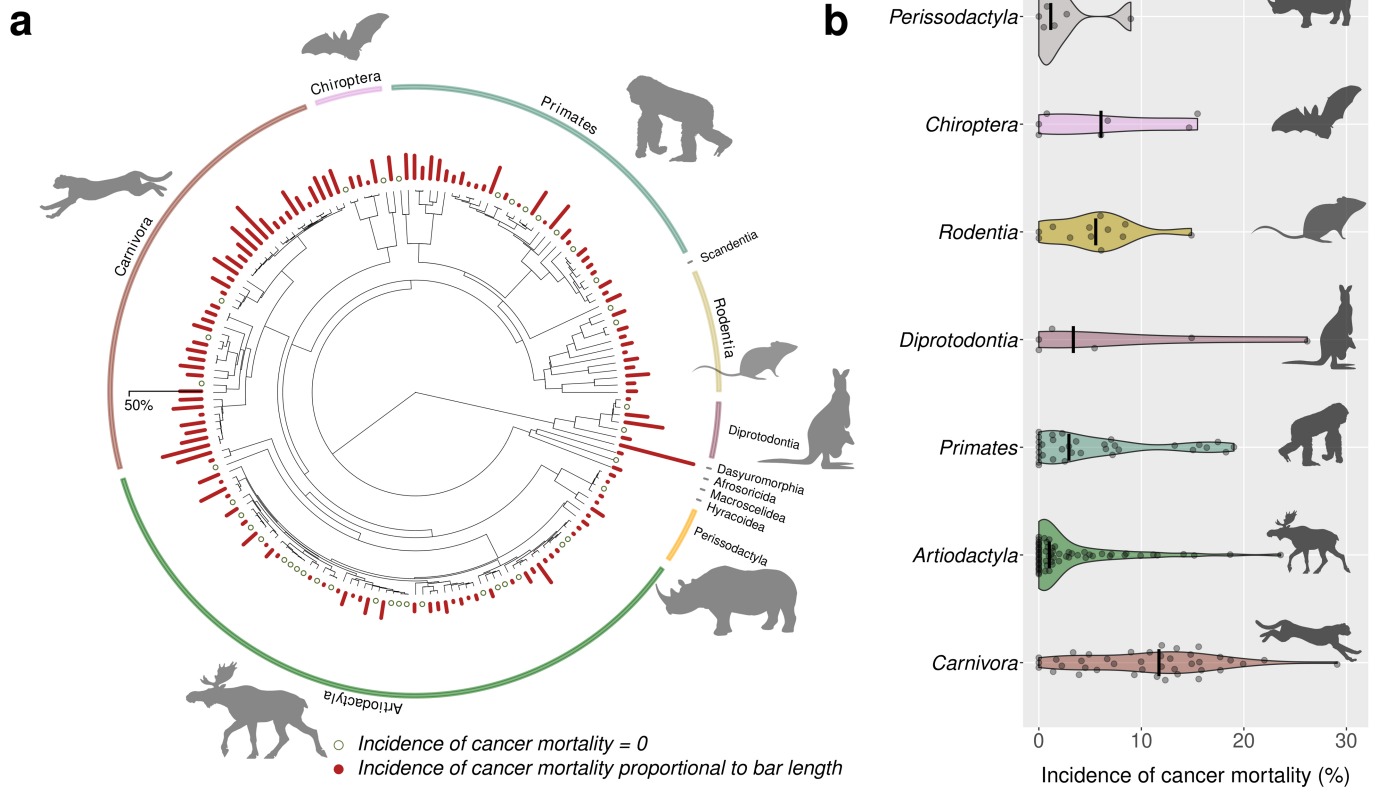 a
Chiroptera
Primates
Carnivora
Scandentia
Rodentia
50%
Diprotodontia
Dasyuromorphia
Afrosoricida
Macroscelidea
Hyracoidea
Perissodactyla
Artiodactyla
Incidence of cancer mortality = 0
Incidence of cancer mortality proportional to bar length
b
Perissodactyla
Chiroptera
Rodentia
Diprotodontia
Primates
Artiodactyla
Carnivora
0 10 20 30
Incidence of cancer mortality (%)